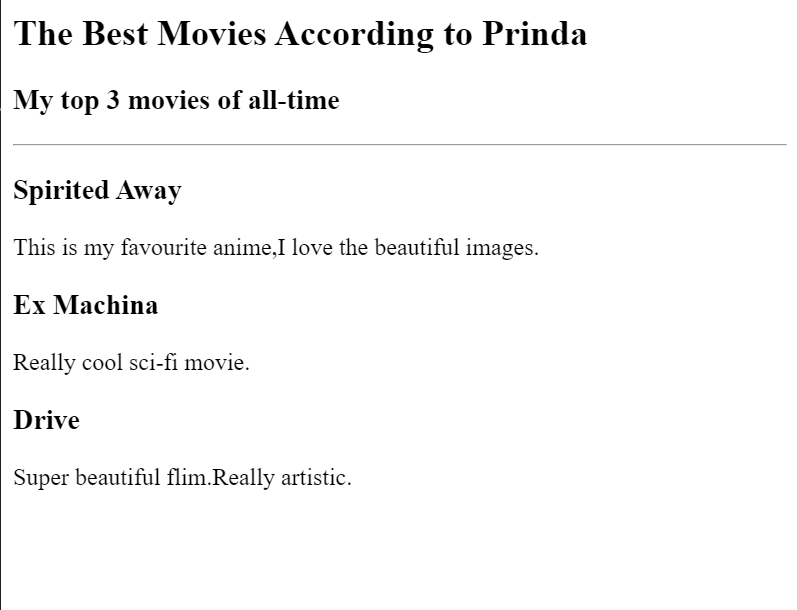 The Best Movies According to Prinda
My top 3 movies of all-time
Spirited Away
This is my favourite anime,I love the beautiful images.
Ex Machina
Really cool sci-fi movie.
Drive
Super beautiful flim.Really artistic.